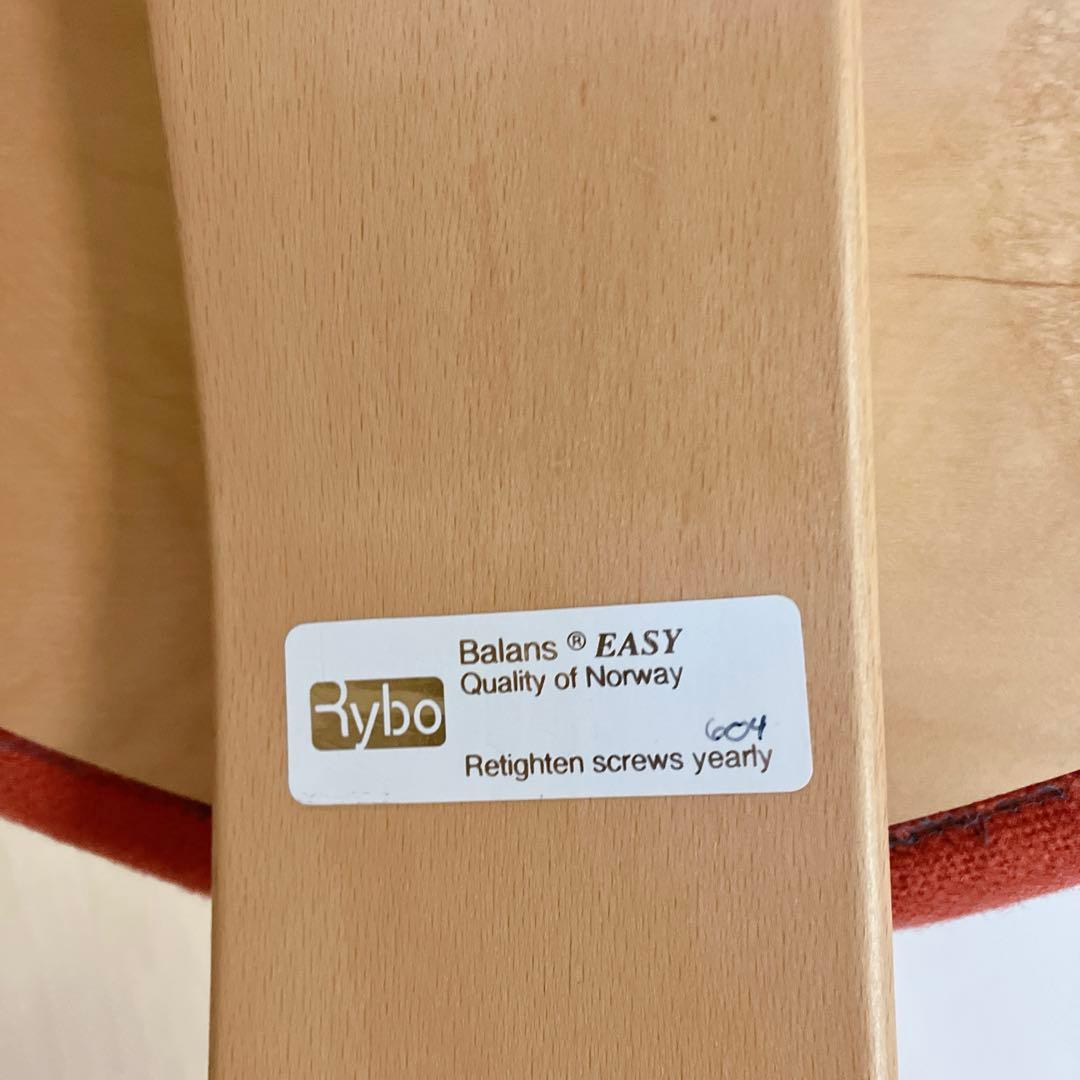 Rybo
Balans ® EASY
Quality of Norway
604
Retighten screws yearly